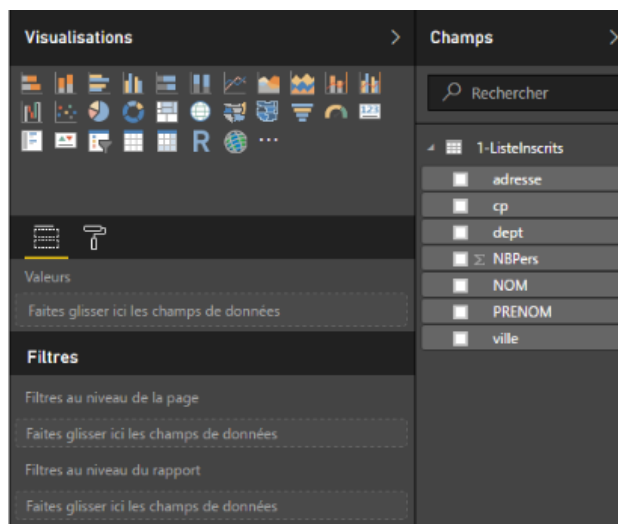 Visualisations
R
Valeurs
Faites glisser ici les champs de données
Filtres
Filtres au niveau de la page
Faites glisser ici les champs de données
Filtres au niveau du rapport
Faites glisser ici les champs de données
Champs
Rechercher
1-ListeInscrits
adresse
cp
dept
Σ NBPers
NOM
PRENOM
ville